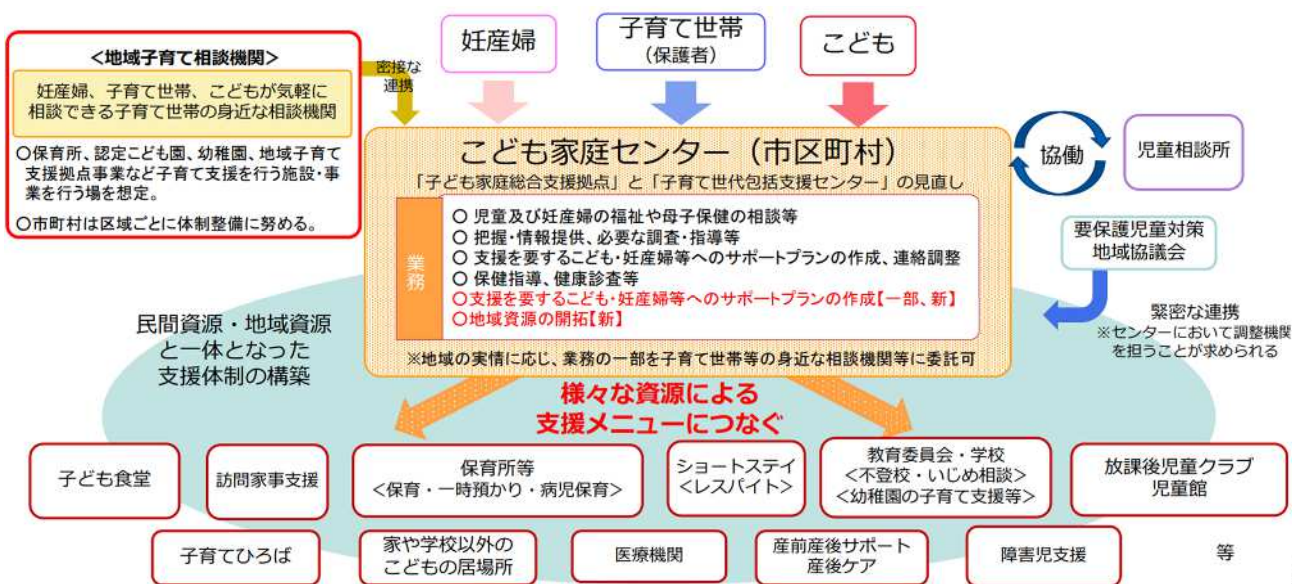 <地域子育て相談機関>
妊産婦、子育て世帯、こどもが気軽に
相談できる子育て世帯の身近な相談機関
○保育所、認定こども園、幼稚園、地域子育て
支援拠点事業など子育て支援を行う施設・事
業を行う場を想定。
○市町村は区域ごとに体制整備に努める。
密接な
連携
妊産婦
子育て世帯
(保護者)
こども
こども家庭センター(市区町村)
「子ども家庭総合支援拠点」と「子育て世代包括支援センター」の見直し
業務
○ 児童及び妊産婦の福祉や母子保健の相談等
○ 把握・情報提供、必要な調査・指導等
○ 支援を要するこども・妊産婦等へのサポートプランの作成、連絡調整
○ 保健指導、健康診査等
○支援を要するこども・妊産婦等へのサポートプランの作成【一部、新】
○地域資源の開拓【新】
※地域の実情に応じ、業務の一部を子育て世帯等の身近な相談機関等に委託可
協働
児童相談所
要保護児童対策
地域協議会
緊密な連携
※センターにおいて調整機関
を担うことが求められる
民間資源・地域資源
と一体となった
支援体制の構築
様々な資源による
支援メニューにつなぐ
子ども食堂
訪問家事支援
保育所等
<保育・一時預かり・病児保育>
ショートステイ
<レスパイト>
教育委員会・学校
<不登校・いじめ相談>
<幼稚園の子育て支援等>
放課後児童クラブ
児童館
子育てひろば
家や学校以外の
こどもの居場所
医療機関
産前産後サポート
産後ケア
障害児支援
等